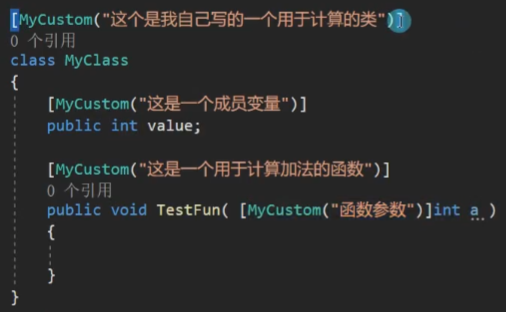 [MyCustom("这个是我自己写的一个用于计算的类")]
0 个引用
class MyClass
{
[MyCustom("这是一个成员变量")]
public int value;
[MyCustom("这是一个用于计算加法的函数")]
0 个引用
public void TestFun( [MyCustom("函数参数")]int a )
{
}
}